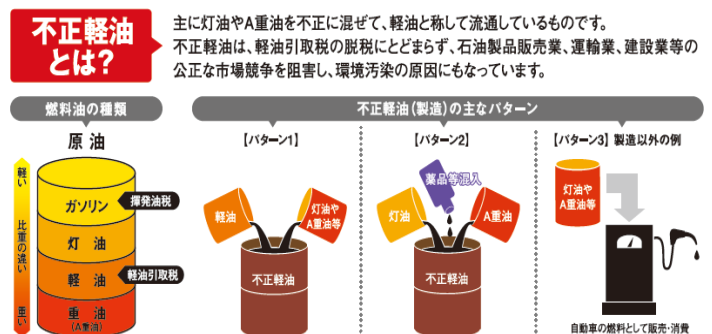 不正軽油
とは？
主に灯油やA重油を不正に混ぜて、軽油と称して流通しているものです。
不正軽油は、軽油引取税の脱税にとどまらず、石油製品販売業、運輸業、建設業等の
公正な市場競争を阻害し、環境汚染の原因にもなっています。
燃料油の種類
原油
軽い
比重の違い
重い
ガソリン
揮発油税
灯油
軽油
軽油引取税
重油
(A重油)
不正軽油(製造)の主なパターン
【パターン1】
軽油
灯油や
A重油等
不正軽油
【パターン2】
薬品等混入
灯油
A重油
不正軽油
【パターン3】製造以外の例
灯油や
A重油等
自動車の燃料として販売・消費